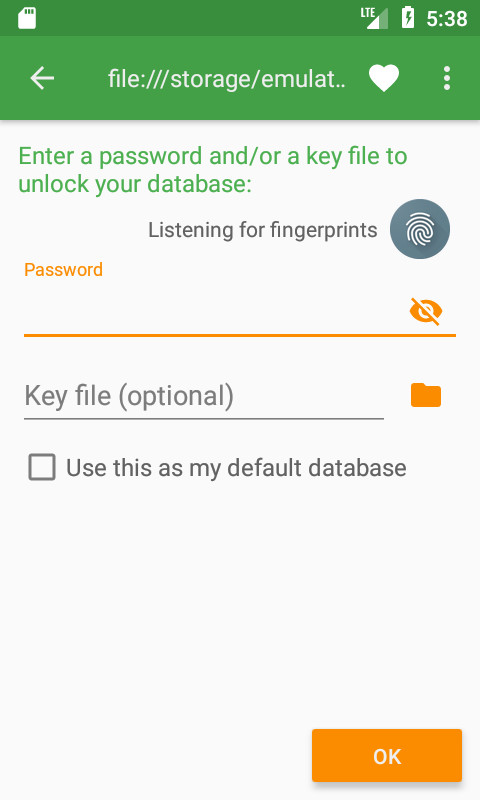 LTE 5:38
file:///storage/emulat..
Enter a password and/or a key file to
unlock your database:
Listening for fingerprints
Password
Key file (optional)
Use this as my default database
OK